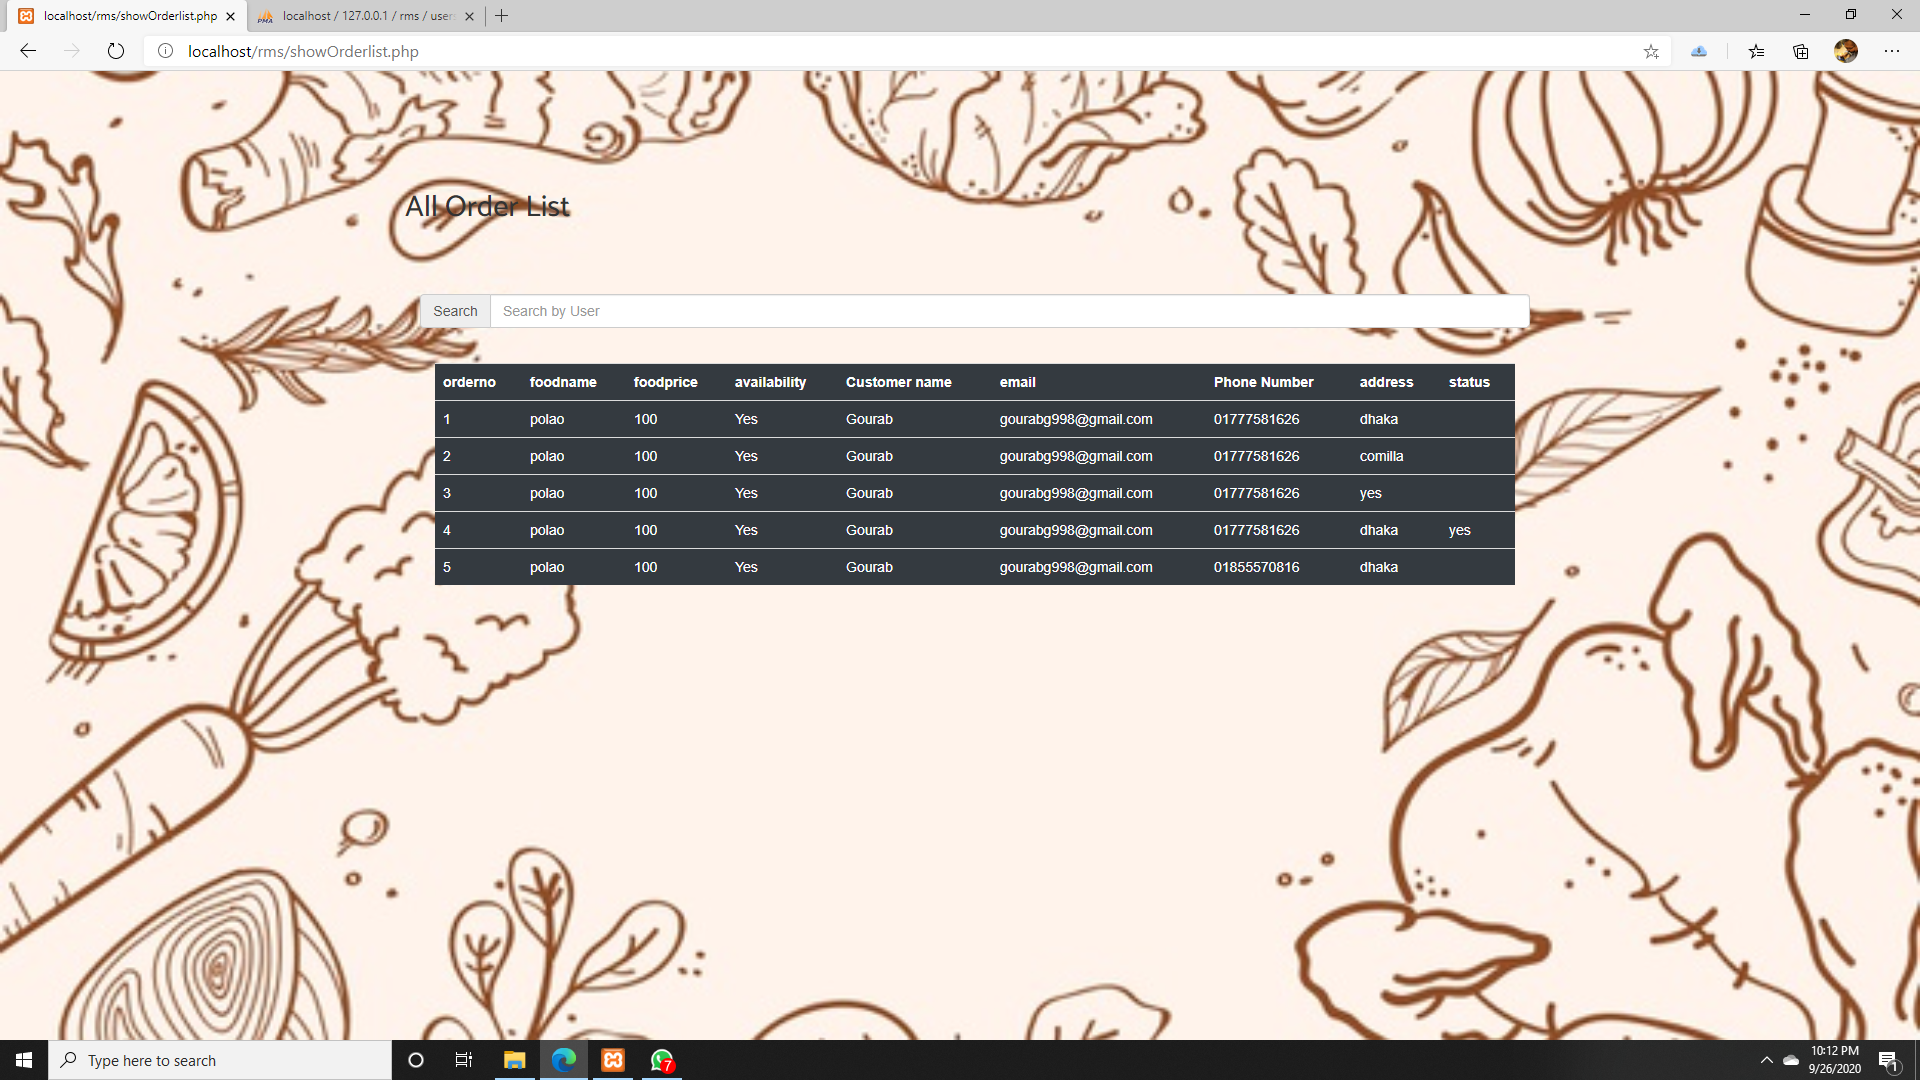 localhost/rms/showOrderlist.php
localhost / 127.0.0.1 / rms / users
localhost/rms/showOrderlist.php
All Order List
Search Search by User
orderno foodname foodprice availability Customer name email Phone Number address status
1 polao 100 Yes Gourab gourabg998@gmail.com 01777581626 dhaka
2 polao 100 Yes Gourab gourabg998@gmail.com 01777581626 comilla
3 polao 100 Yes Gourab gourabg998@gmail.com 01777581626 yes
4 polao 100 Yes Gourab gourabg998@gmail.com 01777581626 dhaka yes
5 polao 100 Yes Gourab gourabg998@gmail.com 01855570816 dhaka
Type here to search
7
10:12 PM
9/26/2020
1